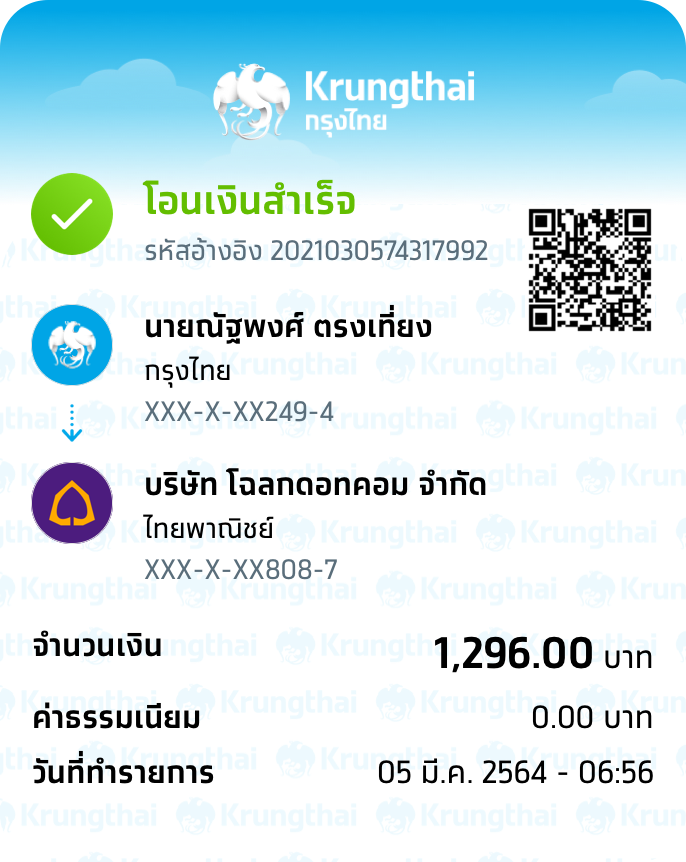 Krungthai
กรุงไทย
โอนเงินสำเร็จ
รหัสอ้างอิง 2021030574317992
นายณัฐพงศ์ ตรงเที่ยง
กรุงไทย
XXX-X-XX249-4
บริษัท โฉลกดอทคอม จำกัด
ไทยพาณิชย์
XXX-X-XX808-7
จำนวนเงิน 1,296.00 บาท
ค่าธรรมเนียม 0.00 บาท
วันที่ทำรายการ 05 มี.ค. 2564 - 06:56